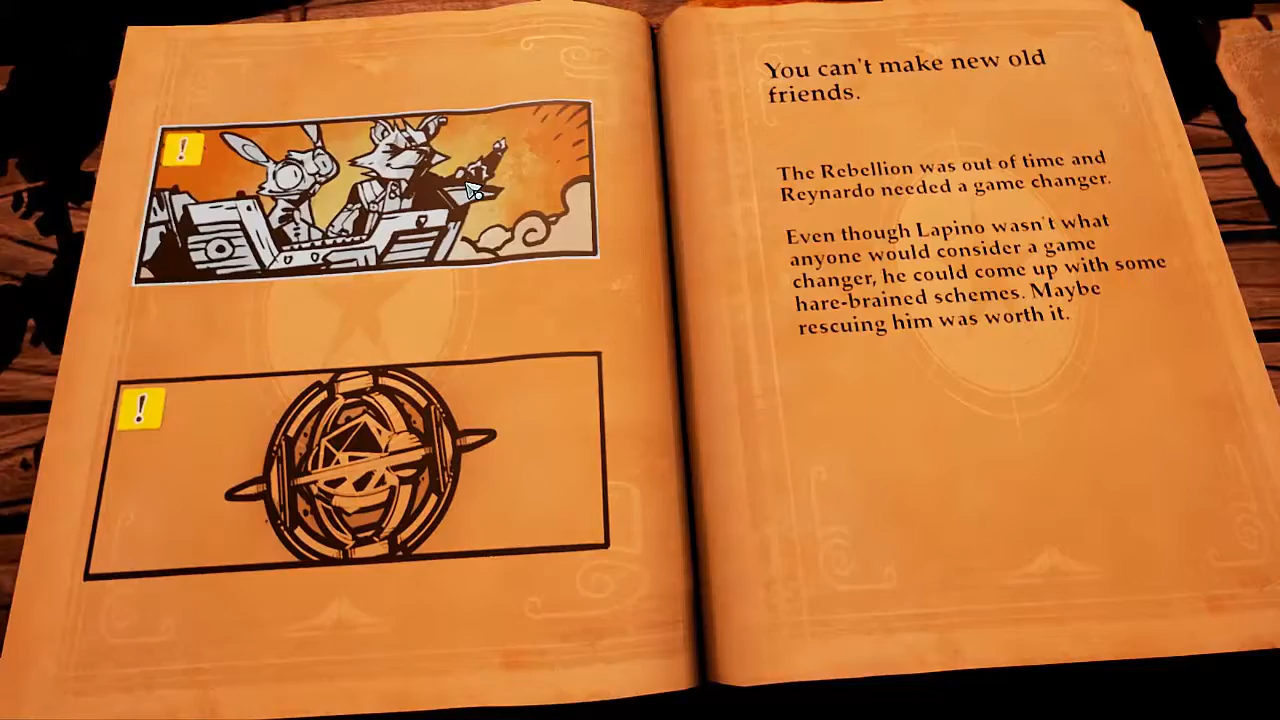 !
!
You can't make new old
friends.
The Rebellion was out of time and
Reynardo needed a game changer.
Even though Lapino wasn't what
anyone would consider a game
changer, he could come up with some
hare-brained schemes. Maybe
rescuing him was worth it.